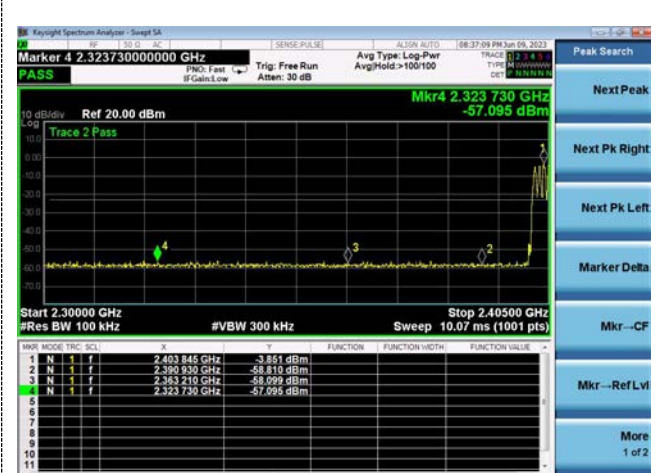 Keysight Spectrum Analyzer - Swept SA
RF 50 Ω AC SENSE:PULSE ALIGN AUTO 08:37:09 PM Jun 09, 2023
Marker 4 2.323730000000 GHz
PASS
PNO: Fast
IFGain:Low
Trig: Free Run
Atten: 30 dB
Avg Type: Log-Pwr
Avg|Hold:>100/100
TRACE 1 2 3 4 5 6
TYPE M WWWWW
DET P NNNNN
Mkr4 2.323 730 GHz
-57.095 dBm
10 dB/div Ref 20.00 dBm
Log
Trace 2 Pass
10.0
0.00
-10.0
-20.0
-30.0
-40.0
-50.0
-60.0
-70.0
1
4
3
2
Start 2.30000 GHz Stop 2.40500 GHz
#Res BW 100 kHz #VBW 300 kHz Sweep 10.07 ms (1001 pts)
MKR MODE TRC SCL X Y FUNCTION FUNCTION WIDTH FUNCTION VALUE
1 N 1 f 2.403 845 GHz -3.851 dBm
2 N 1 f 2.390 930 GHz -58.810 dBm
3 N 1 f 2.363 210 GHz -58.099 dBm
4 N 1 f 2.323 730 GHz -57.095 dBm
5
6
7
8
9
10
11
Peak Search
Next Peak
Next Pk Right
Next Pk Left
Marker Delta
Mkr→CF
Mkr→Ref Lvl
More
1 of 2